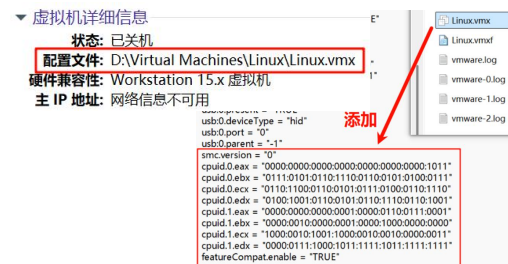 虚拟机详细信息
状态: 已关机
配置文件: D:\Virtual Machines\Linux\Linux.vmx
硬件兼容性: Workstation 15.x 虚拟机
主 IP 地址: 网络信息不可用
E"
"
1"
Linux.vmx
Linux.vmxf
vmware.log
vmware-0.log
vmware-1.log
vmware-2.log
添加
usb:0.present = "TRUE"
usb:0.deviceType = "hid"
usb:0.port = "0"
usb:0.parent = "-1"
smc.version = "0"
cpuid.0.eax = "0000:0000:0000:0000:0000:0000:0000:1011"
cpuid.0.ebx = "0111:0101:0110:1110:0110:0101:0100:0111"
cpuid.0.ecx = "0110:1100:0110:0101:0111:0100:0110:1110"
cpuid.0.edx = "0100:1001:0110:0101:0110:1110:0110:1001"
cpuid.1.eax = "0000:0000:0000:0001:0000:0110:0111:0001"
cpuid.1.ebx = "0000:0010:0000:0001:0000:1000:0000:0000"
cpuid.1.ecx = "1000:0010:1001:1000:0010:0010:0000:0011"
cpuid.1.edx = "0000:0111:1000:1011:1111:1011:1111:1111"
featureCompat.enable = "TRUE"